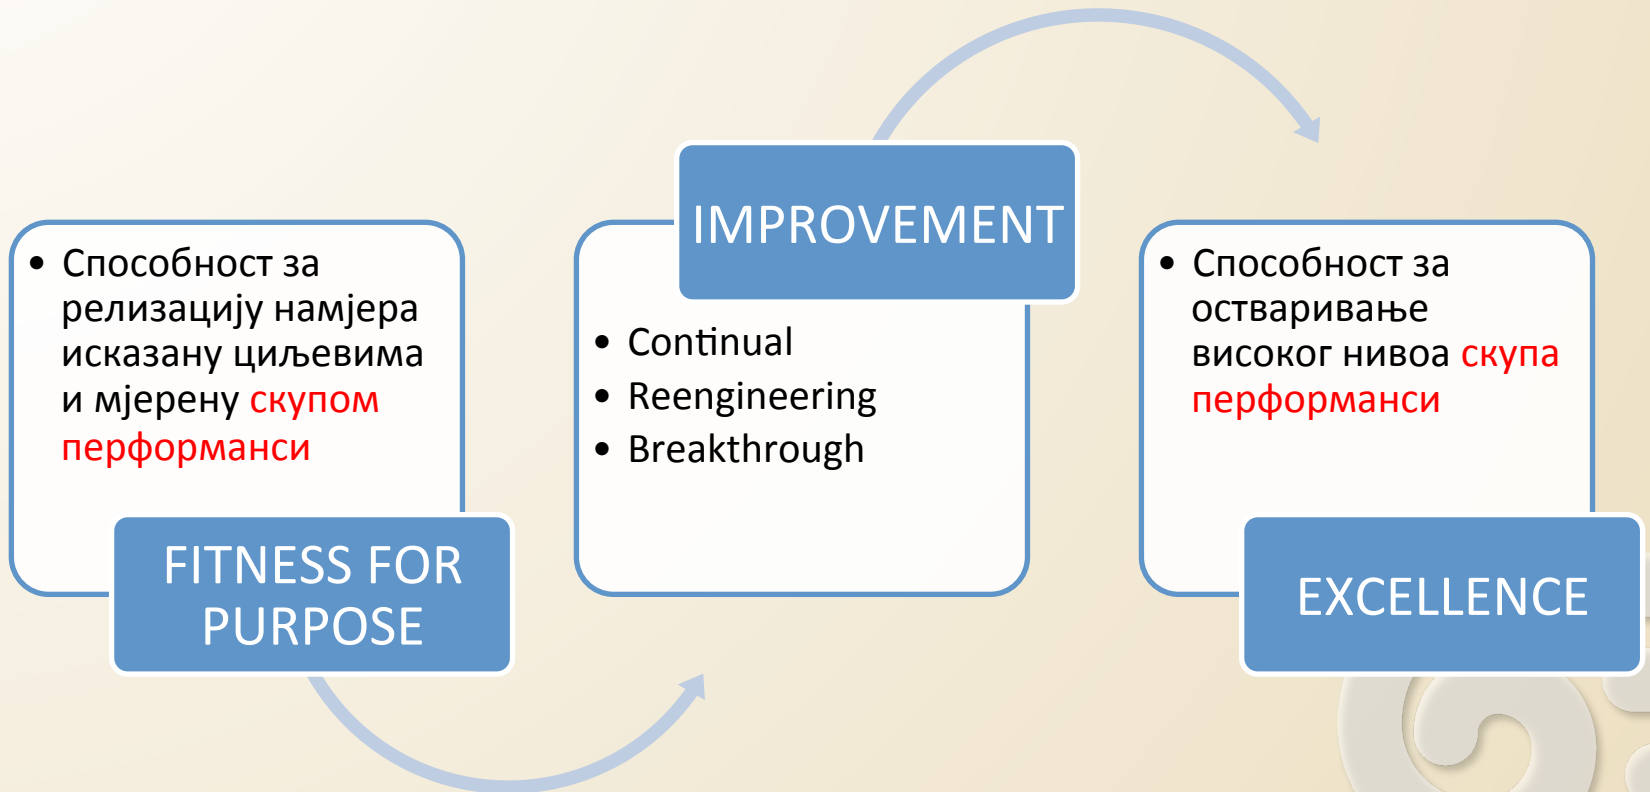 • Способност за
релизацију намјера
исказану циљевима
и мјерену скупом
перформанси
FITNESS FOR
PURPOSE
IMPROVEMENT
• Continual
• Reengineering
• Breakthrough
• Способност за
остваривање
високог нивоа скупа
перформанси
EXCELLENCE